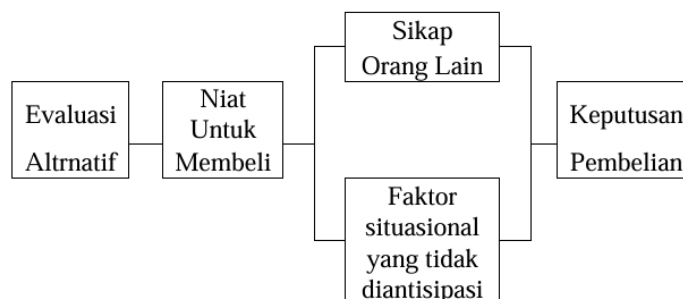 Evaluasi
Altrnatif
Niat
Untuk
Membeli
Sikap
Orang Lain
Faktor
situasional
yang tidak
diantisipasi
Keputusan
Pembelian